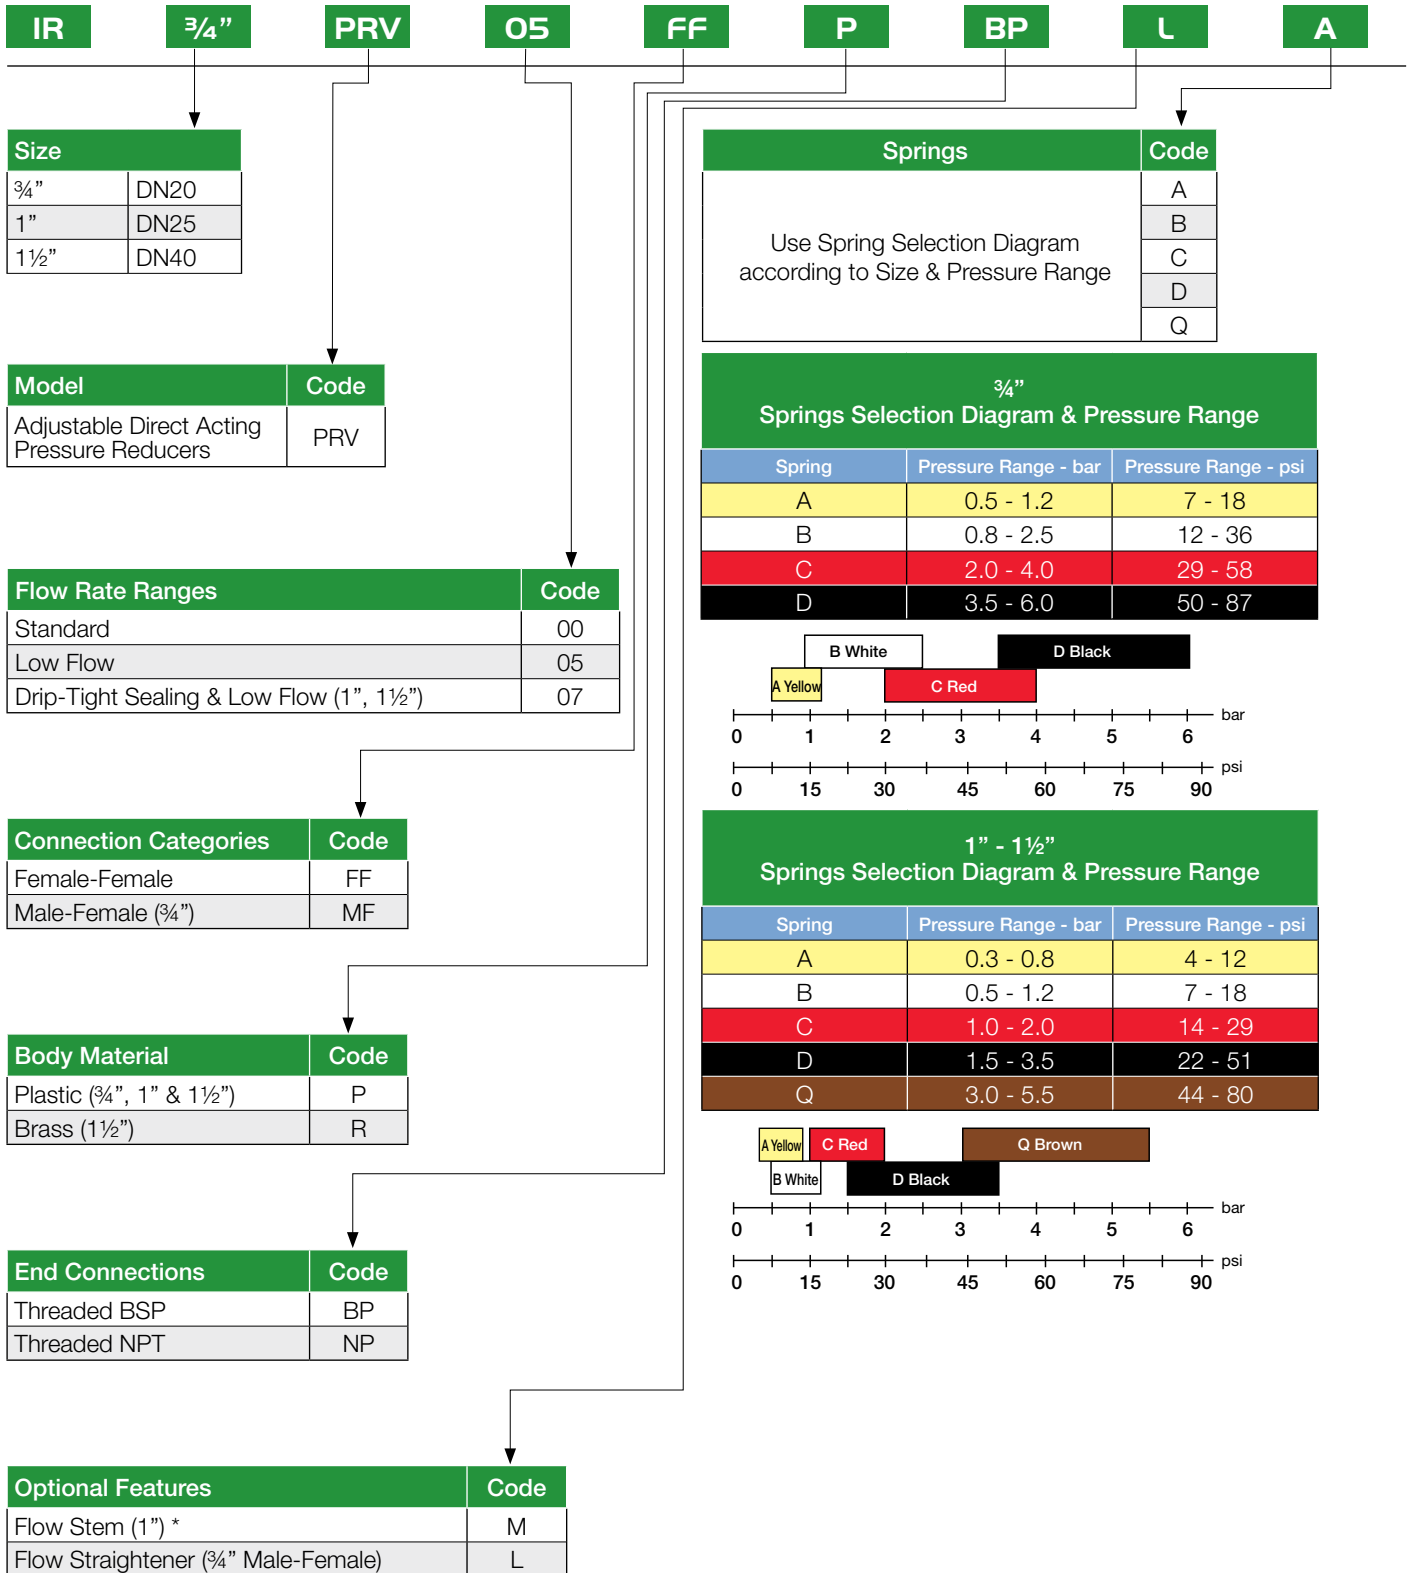 IR ¾” PRV 05 FF P BP L A
Size
¾” DN20
1” DN25
1½” DN40
Model Code
Adjustable Direct Acting
Pressure Reducers
PRV
Flow Rate Ranges Code
Standard 00
Low Flow 05
Drip-Tight Sealing & Low Flow (1”, 1½”) 07
Connection Categories Code
Female-Female FF
Male-Female (¾”) MF
Body Material Code
Plastic (¾”, 1” & 1½”) P
Brass (1½”) R
End Connections Code
Threaded BSP BP
Threaded NPT NP
Optional Features Code
Flow Stem (1”) * M
Flow Straightener (¾” Male-Female) L
Springs Code
Use Spring Selection Diagram
according to Size & Pressure Range
A
B
C
D
Q
¾”
Springs Selection Diagram & Pressure Range
Spring Pressure Range - bar Pressure Range - psi
A 0.5 - 1.2 7 - 18
B 0.8 - 2.5 12 - 36
C 2.0 - 4.0 29 - 58
D 3.5 - 6.0 50 - 87
B White D Black
A Yellow C Red
bar
0 1 2 3 4 5 6
psi
0 15 30 45 60 75 90
1” - 1½”
Springs Selection Diagram & Pressure Range
Spring Pressure Range - bar Pressure Range - psi
A 0.3 - 0.8 4 - 12
B 0.5 - 1.2 7 - 18
C 1.0 - 2.0 14 - 29
D 1.5 - 3.5 22 - 51
Q 3.0 - 5.5 44 - 80
A Yellow C Red Q Brown
B White D Black
bar
0 1 2 3 4 5 6
psi
0 15 30 45 60 75 90